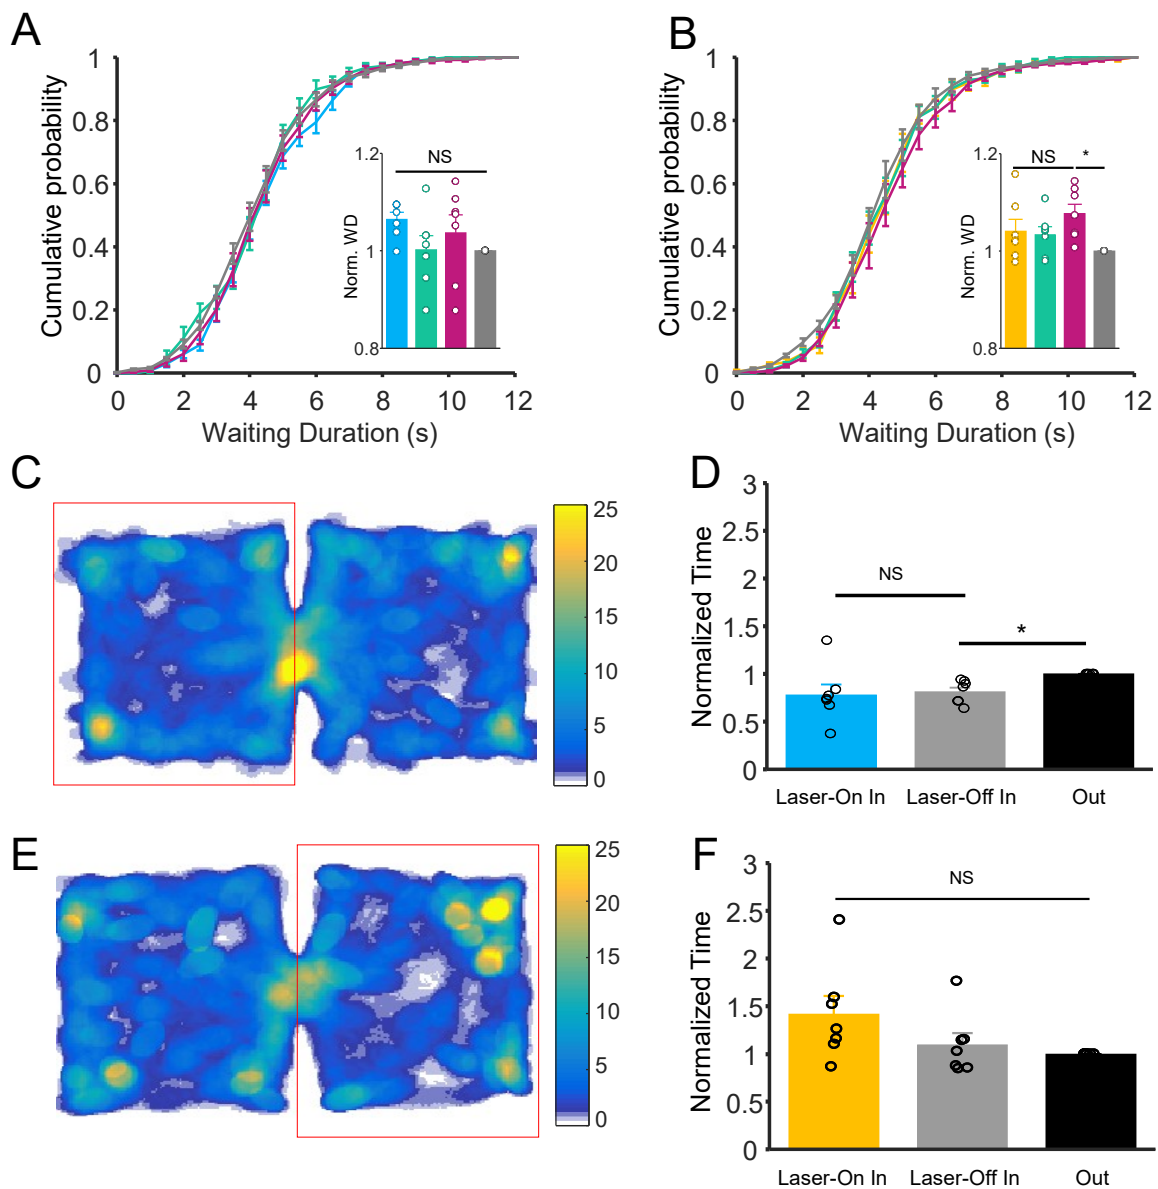 A
Cumulative probability
1
0.8
0.6
0.4
0.2
0
0 2 4 6 8 10 12
Waiting Duration (s)
Norm. WD
1.2
1
0.8
NS
B
Cumulative probability
1
0.8
0.6
0.4
0.2
0
0 2 4 6 8 10 12
Waiting Duration (s)
Norm. WD
1.2
1
0.8
NS *
C
25
20
15
10
5
0
D
Normalized Time
3
2.5
2
1.5
1
0.5
0
NS
*
Laser-On In Laser-Off In Out
E
25
20
15
10
5
0
F
Normalized Time
3
2.5
2
1.5
1
0.5
0
NS
Laser-On In Laser-Off In Out